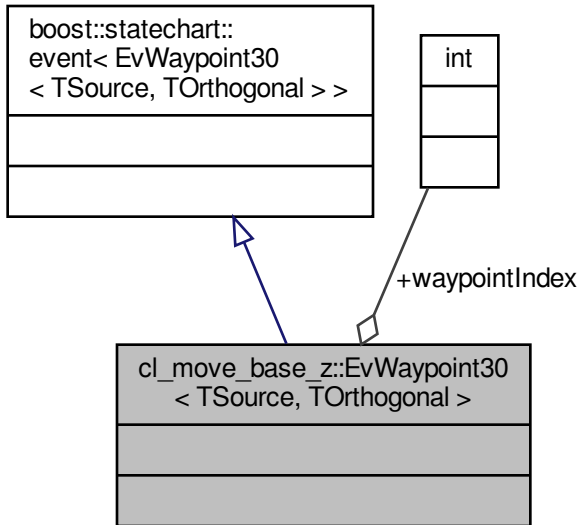 boost::statechart::
event< EvWaypoint30
< TSource, TOrthogonal > >
int
+waypointIndex
cl_move_base_z::EvWaypoint30
< TSource, TOrthogonal >